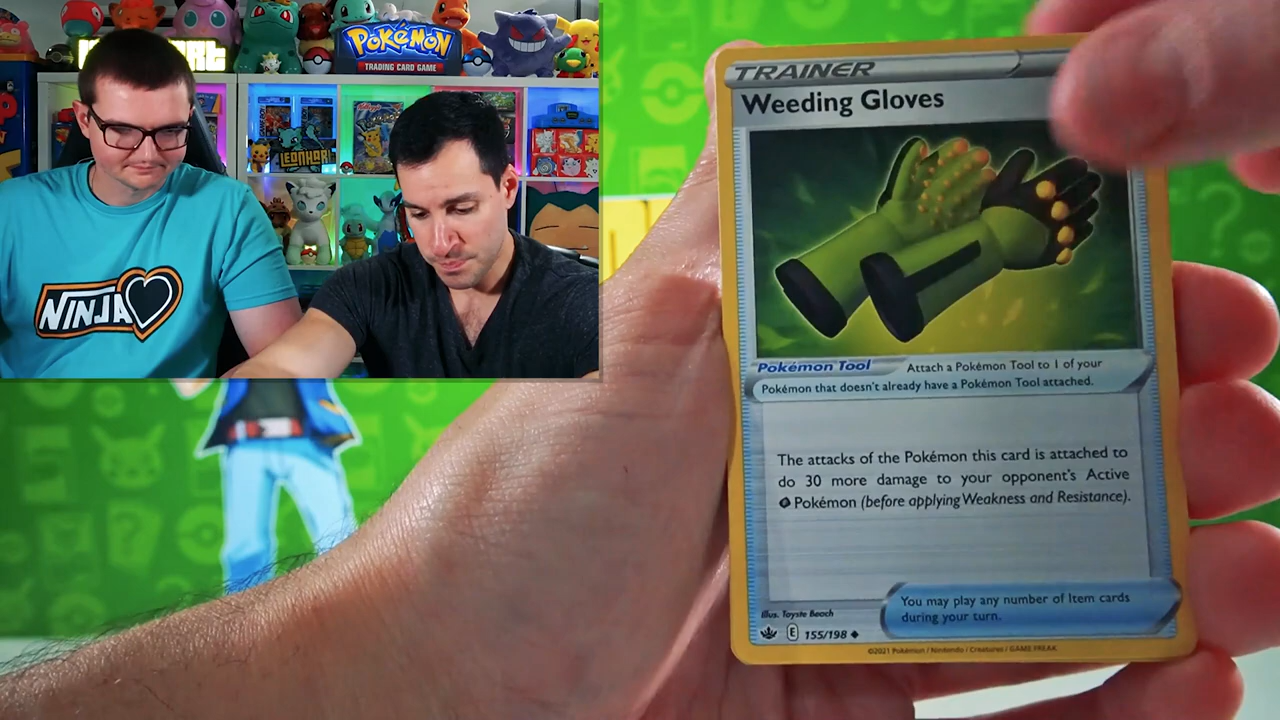 Pokémon
TRADING CARD GAME
LEONHART
NINJA
TRAINER
Weeding Gloves
Pokémon Tool Attach a Pokémon Tool to 1 of your
Pokémon that doesn't already have a Pokémon Tool attached.
The attacks of the Pokémon this card is attached to
do 30 more damage to your opponent's Active
Pokémon (before applying Weakness and Resistance).
You may play any number of Item cards
during your turn.
Illus. Toyste Beach
E 155/198
©2021 Pokémon / Nintendo / Creatures / GAME FREAK